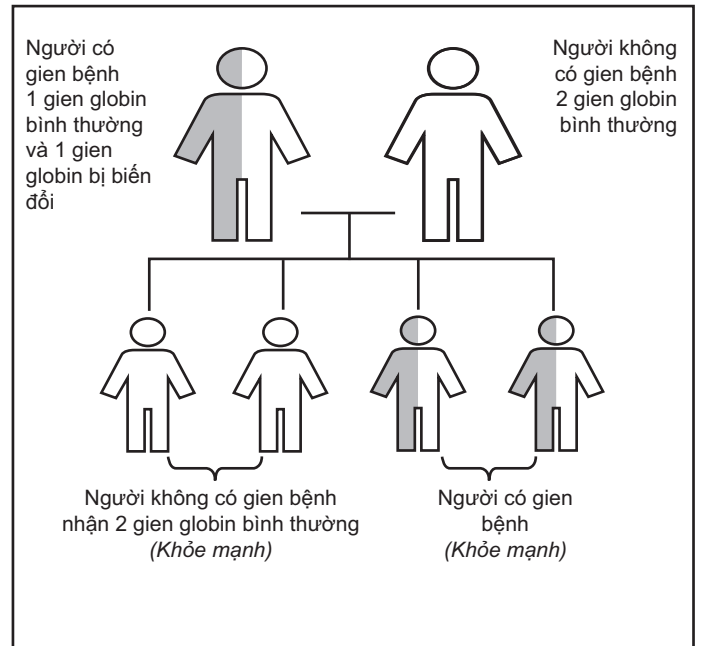 Người có
gien bệnh
1 gien globin
bình thường
và 1 gien
globin bị biến
đổi
Người không
có gien bệnh
2 gien globin
bình thường
Người không có gien bệnh
nhận 2 gien globin bình thường
(Khỏe mạnh)
Người có gien
bệnh
(Khỏe mạnh)